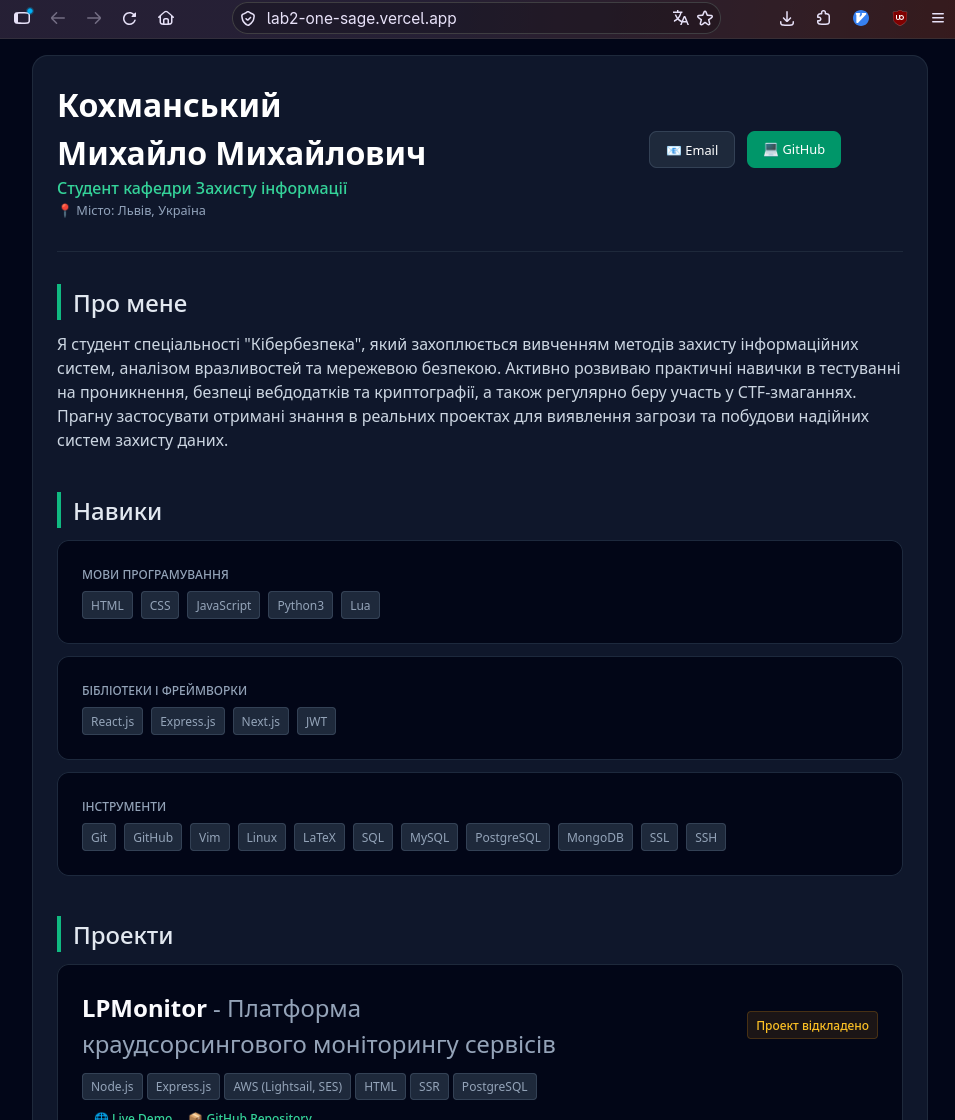 lab2-one-sage.vercel.app
Кохманський
Михайло Михайлович
Студент кафедри Захисту інформації
📍 Місто: Львів, Україна
📧 Email
💻 GitHub
Про мене
Я студент спеціальності "Кібербезпека", який захоплюється вивченням методів захисту інформаційних
систем, аналізом вразливостей та мережевою безпекою. Активно розвиваю практичні навички в тестуванні
на проникнення, безпеці вебдодатків та криптографії, а також регулярно беру участь у CTF-змаганнях.
Прагну застосувати отримані знання в реальних проектах для виявлення загрози та побудови надійних
систем захисту даних.
Навики
МОВИ ПРОГРАМУВАННЯ
HTML CSS JavaScript Python3 Lua
БІБЛІОТЕКИ І ФРЕЙМВОРКИ
React.js Express.js Next.js JWT
ІНСТРУМЕНТИ
Git GitHub Vim Linux LaTeX SQL MySQL PostgreSQL MongoDB SSL SSH
Проекти
LPMonitor - Платформа
краудсорсингового моніторингу сервісів
Проект відкладено
Node.js Express.js AWS (Lightsail, SES) HTML SSR PostgreSQL
🌐 Live Demo 📦 GitHub Repository